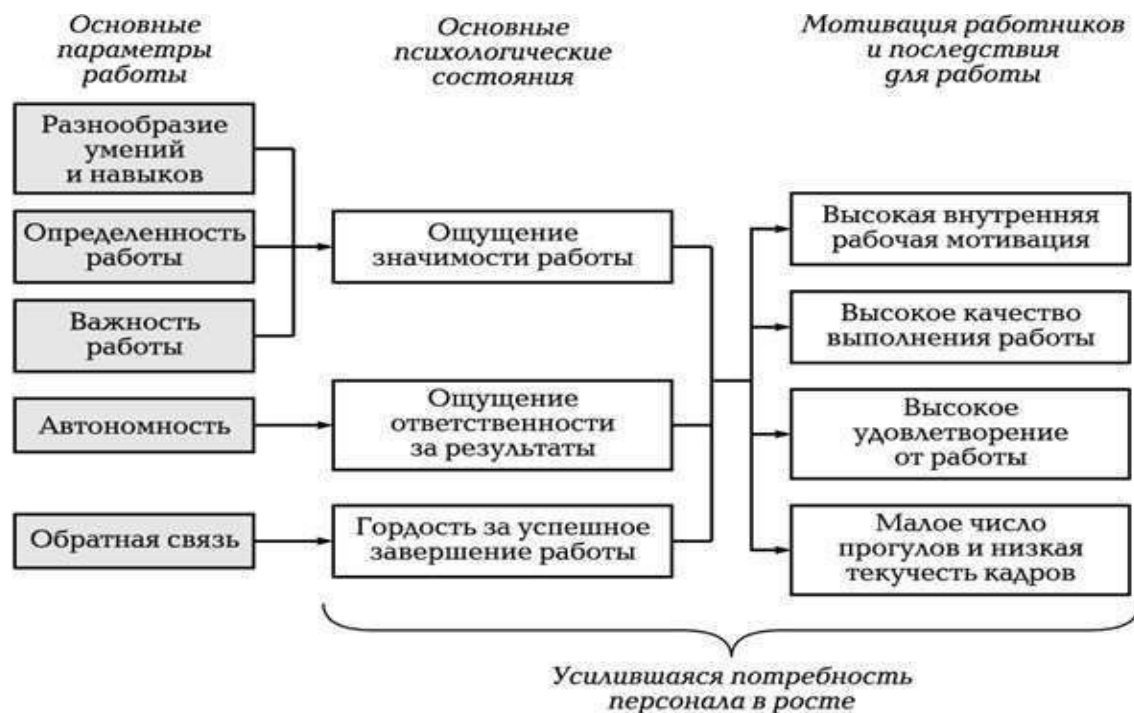 Основные
параметры
работы
Основные
психологические
состояния
Мотивация работников
и последствия
для работы
Разнообразие
умений
и навыков
Определенность
работы
Важность
работы
Автономность
Обратная связь
Ощущение
значимости работы
Ощущение
ответственности
за результаты
Гордость за успешное
завершение работы
Высокая внутренняя
рабочая мотивация
Высокое качество
выполнения работы
Высокое
удовлетворение
от работы
Малое число
прогулов и низкая
текучесть кадров
Усилившаяся потребность
персонала в росте